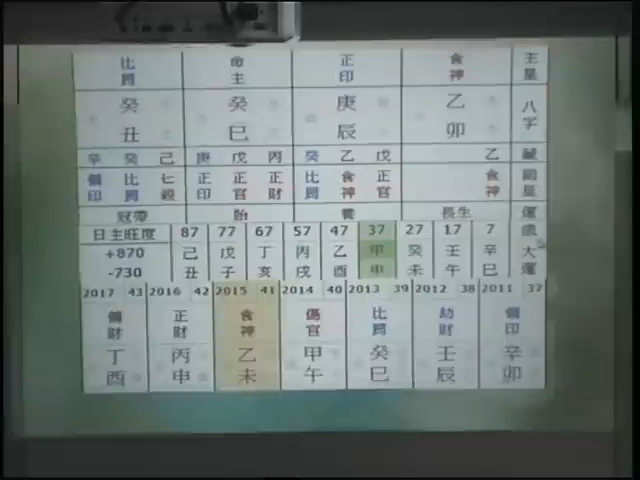 比肩 命主 正印 食神 主星
癸 癸 庚 乙 八字
丑 巳 辰 卯
辛 癸 己 庚 戊 丙 癸 乙 戊 乙 藏
偏印 比肩 七殺 正印 正官 正財 比肩 食神 正官 食神 副星
冠帶 胎 養 長生 運
日主旺度 87 77 67 57 47 37 27 17 7 歲
+870 己 戊 丁 丙 乙 甲 癸 壬 辛 大運
-730 丑 子 亥 戌 酉 申 未 午 巳
2017 43 2016 42 2015 41 2014 40 2013 39 2012 38 2011 37
偏財 正財 食神 傷官 比肩 劫財 偏印
丁 丙 乙 甲 癸 壬 辛
酉 申 未 午 巳 辰 卯